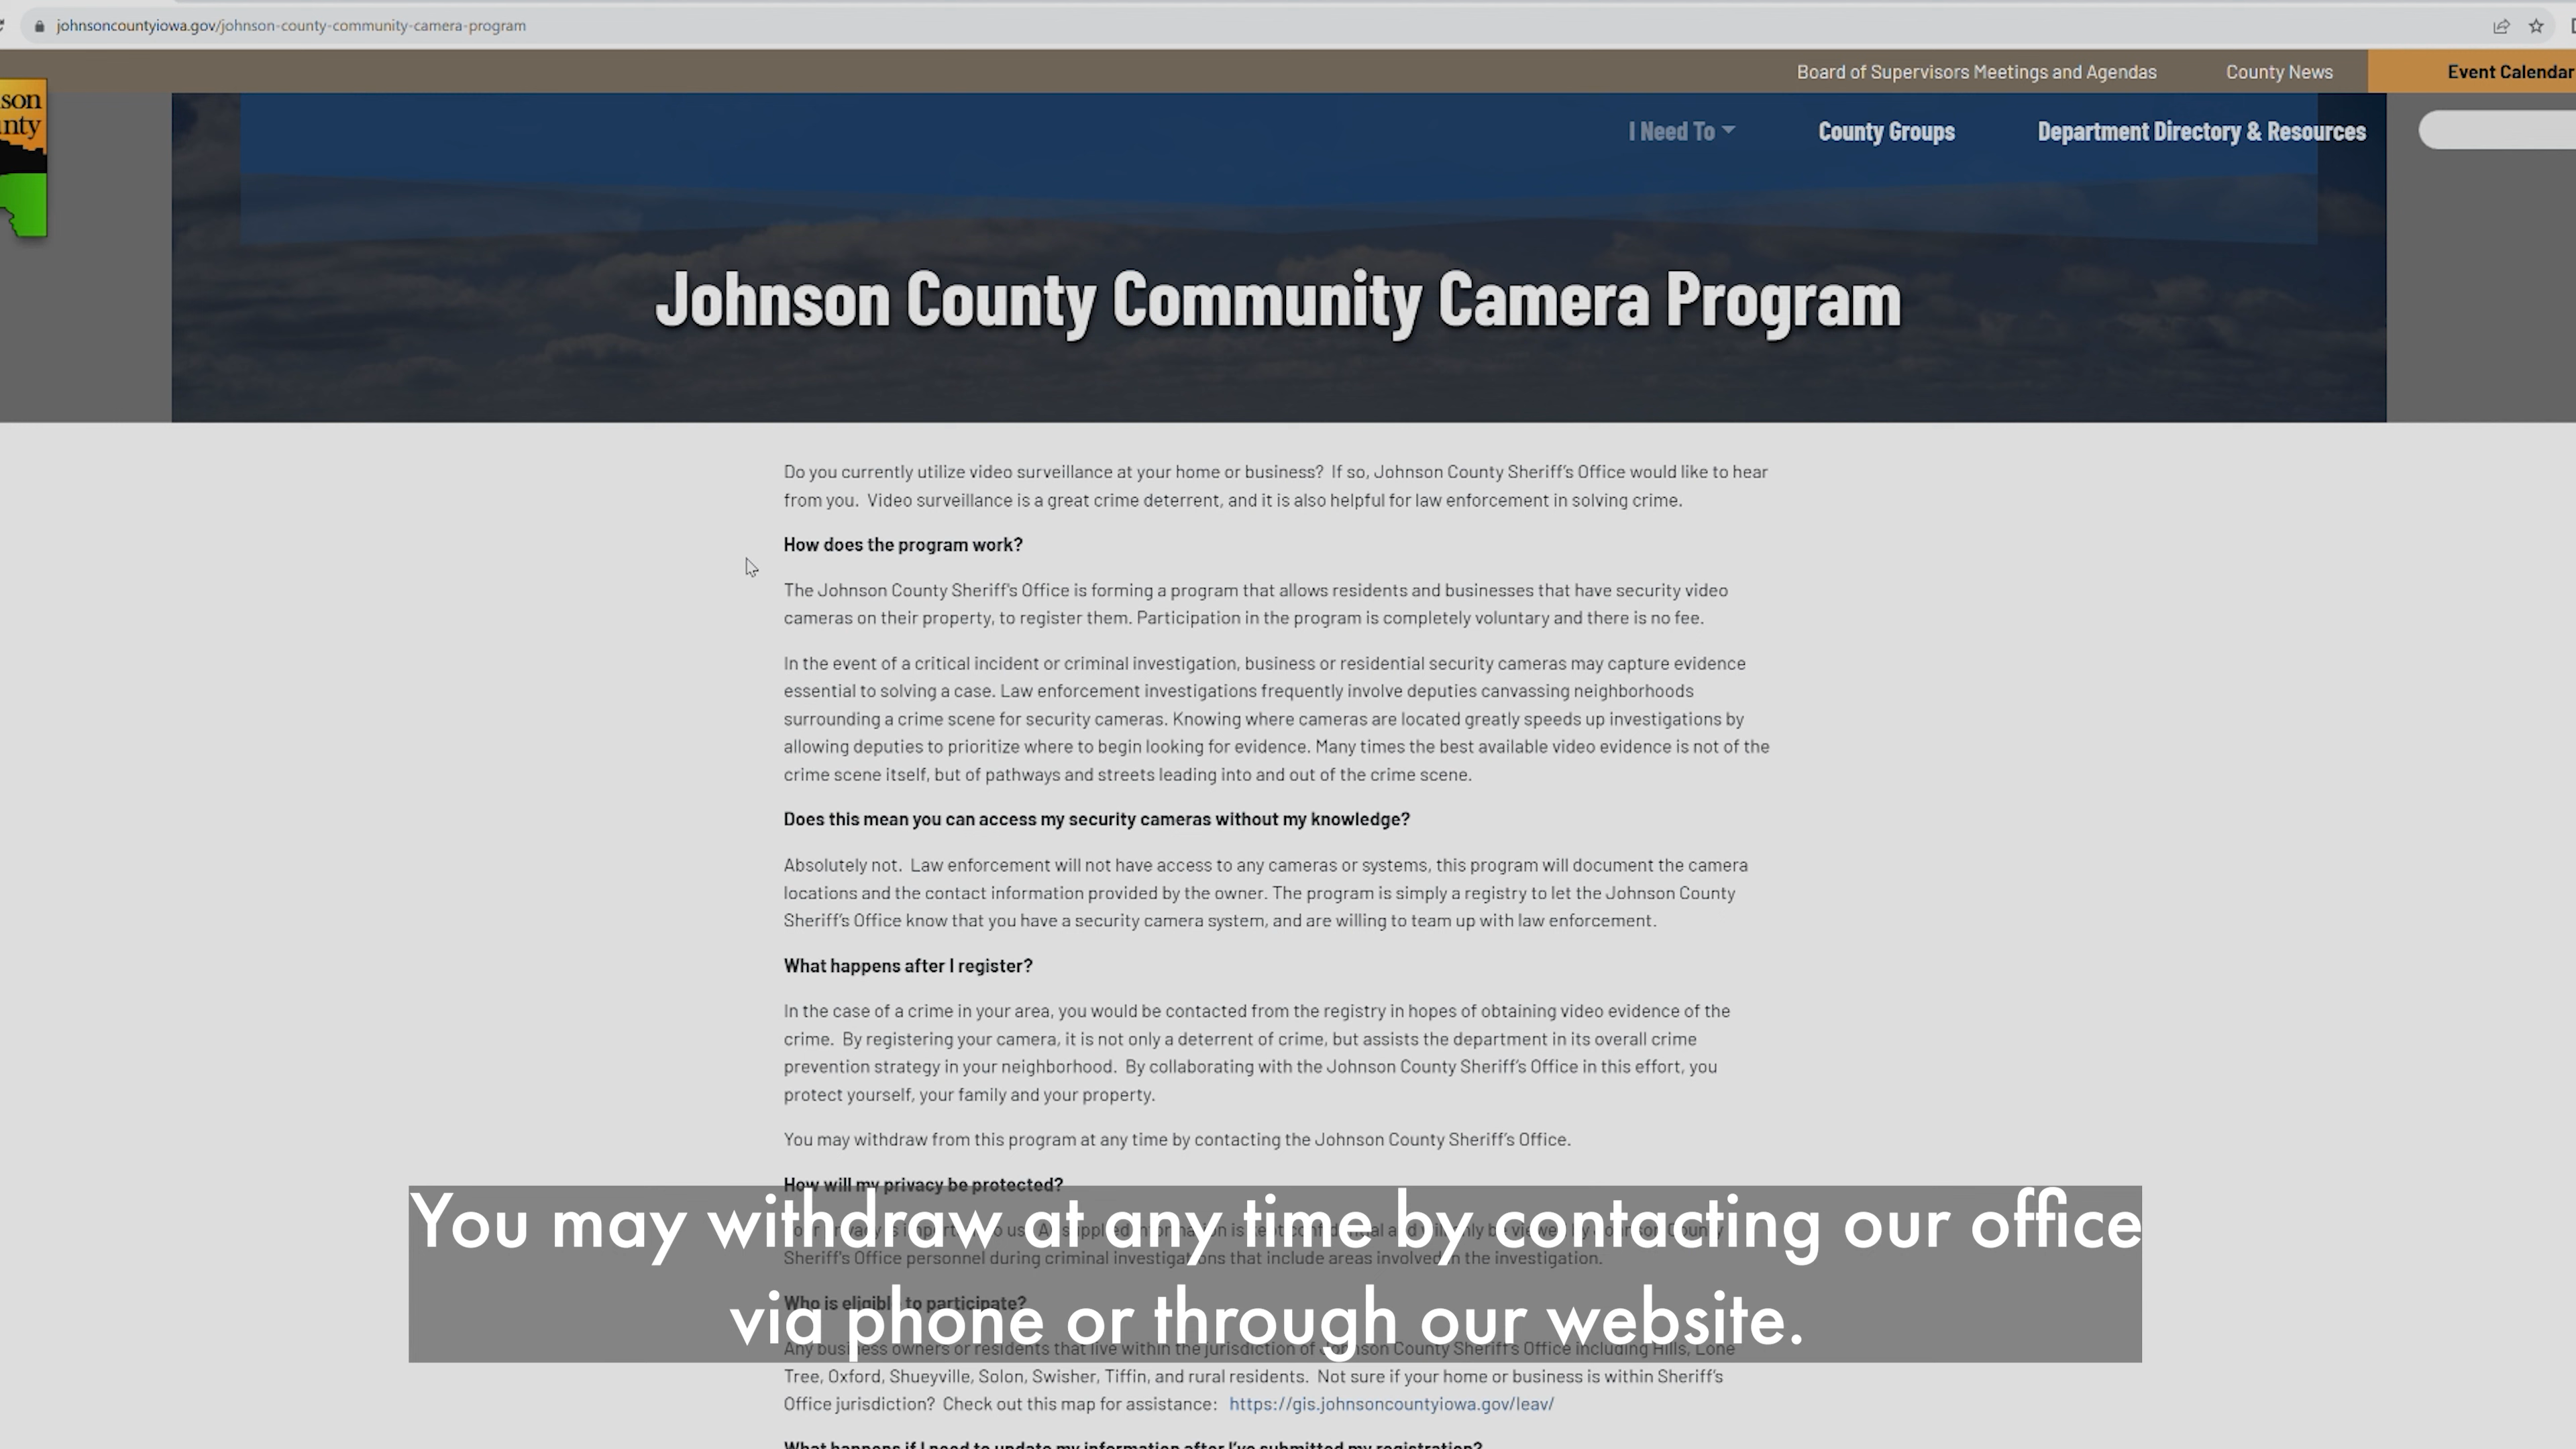 johnsoncountyiowa.gov/johnson-county-community-camera-program
Board of Supervisors Meetings and Agendas County News Event Calendar
son
nty
I Need To County Groups Department Directory & Resources
Johnson County Community Camera Program
Do you currently utilize video surveillance at your home or business? If so, Johnson County Sheriff's Office would like to hear
from you. Video surveillance is a great crime deterrent, and it is also helpful for law enforcement in solving crime.
How does the program work?
The Johnson County Sheriff's Office is forming a program that allows residents and businesses that have security video
cameras on their property, to register them. Participation in the program is completely voluntary and there is no fee.
In the event of a critical incident or criminal investigation, business or residential security cameras may capture evidence
essential to solving a case. Law enforcement investigations frequently involve deputies canvassing neighborhoods
surrounding a crime scene for security cameras. Knowing where cameras are located greatly speeds up investigations by
allowing deputies to prioritize where to begin looking for evidence. Many times the best available video evidence is not of the
crime scene itself, but of pathways and streets leading into and out of the crime scene.
Does this mean you can access my security cameras without my knowledge?
Absolutely not. Law enforcement will not have access to any cameras or systems, this program will document the camera
locations and the contact information provided by the owner. The program is simply a registry to let the Johnson County
Sheriff's Office know that you have a security camera system, and are willing to team up with law enforcement.
What happens after I register?
In the case of a crime in your area, you would be contacted from the registry in hopes of obtaining video evidence of the
crime. By registering your camera, it is not only a deterrent of crime, but assists the department in its overall crime
prevention strategy in your neighborhood. By collaborating with the Johnson County Sheriff's Office in this effort, you
protect yourself, your family and your property.
You may withdraw from this program at any time by contacting the Johnson County Sheriff's Office.
How will my privacy be protected?
You may withdraw at any time by contacting our office
Sheriff's Office personnel during criminal investigations that include areas involved in the investigation.
Who is eligible to participate?
via phone or through our website.
Any business owners or residents that live within the jurisdiction of Johnson County Sheriff's Office including Hills, Lone
Tree, Oxford, Shueyville, Solon, Swisher, Tiffin, and rural residents. Not sure if your home or business is within Sheriff's
Office jurisdiction? Check out this map for assistance: https://gis.johnsoncountyiowa.gov/leav/
What happens if I need to update my information after I've submitted my registration?